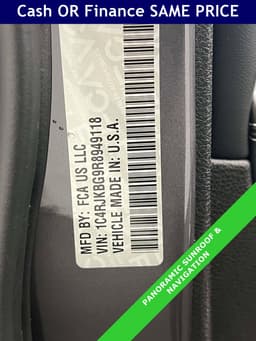 Cash OR Finance SAME PRICE
MFD BY: FCA US LLC
VIN: 1C4RJKBG9R8949118
VEHICLE MADE IN: U.S.A.
PANORAMIC SUNROOF &
NAVIGATION